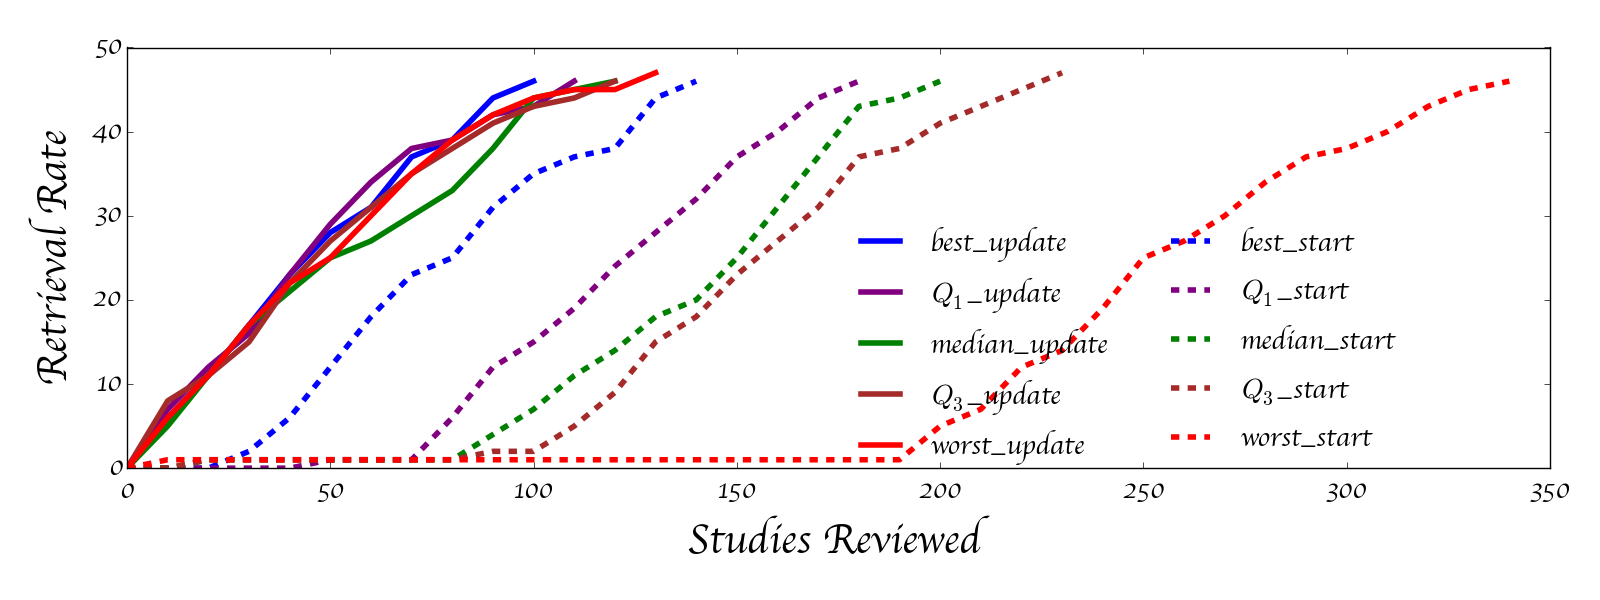 Retrieval Rate
50
40
30
20
10
0
0 50 100 150 200 250 300 350
Studies Reviewed
best_update
Q1_update
median_update
Q3_update
worst_update
best_start
Q1_start
median_start
Q3_start
worst_start